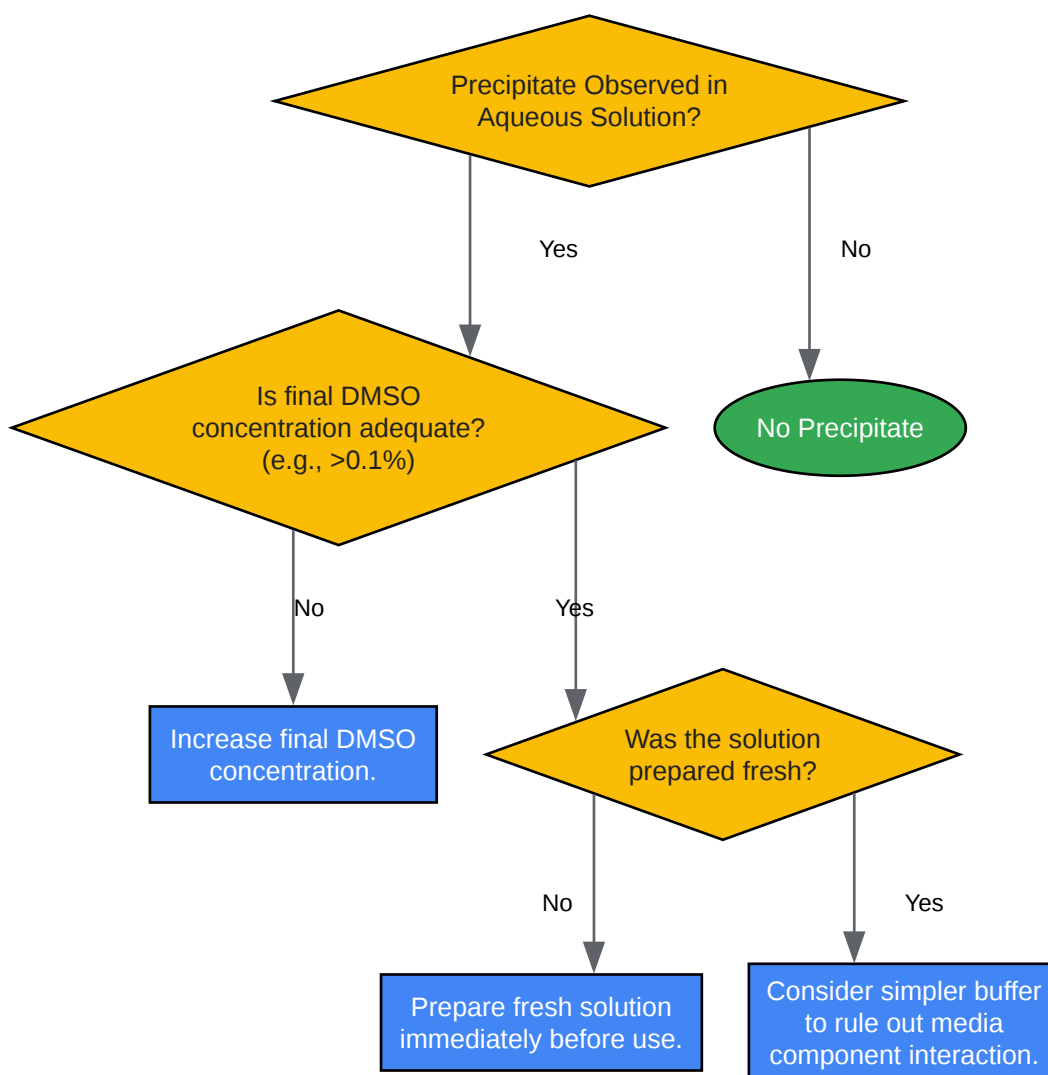 Precipitate Observed in
Aqueous Solution?
Yes
No
Is final DMSO
concentration adequate?
(e.g., >0.1%)
No Precipitate
No
Yes
Increase final DMSO
concentration.
Was the solution
prepared fresh?
No
Yes
Prepare fresh solution
immediately before use.
Consider simpler buffer
to rule out media
component interaction.